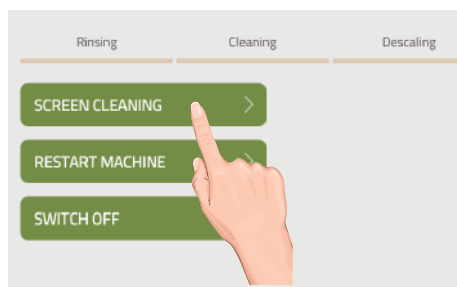 Rinsing Cleaning Descaling
SCREEN CLEANING
RESTART MACHINE
SWITCH OFF